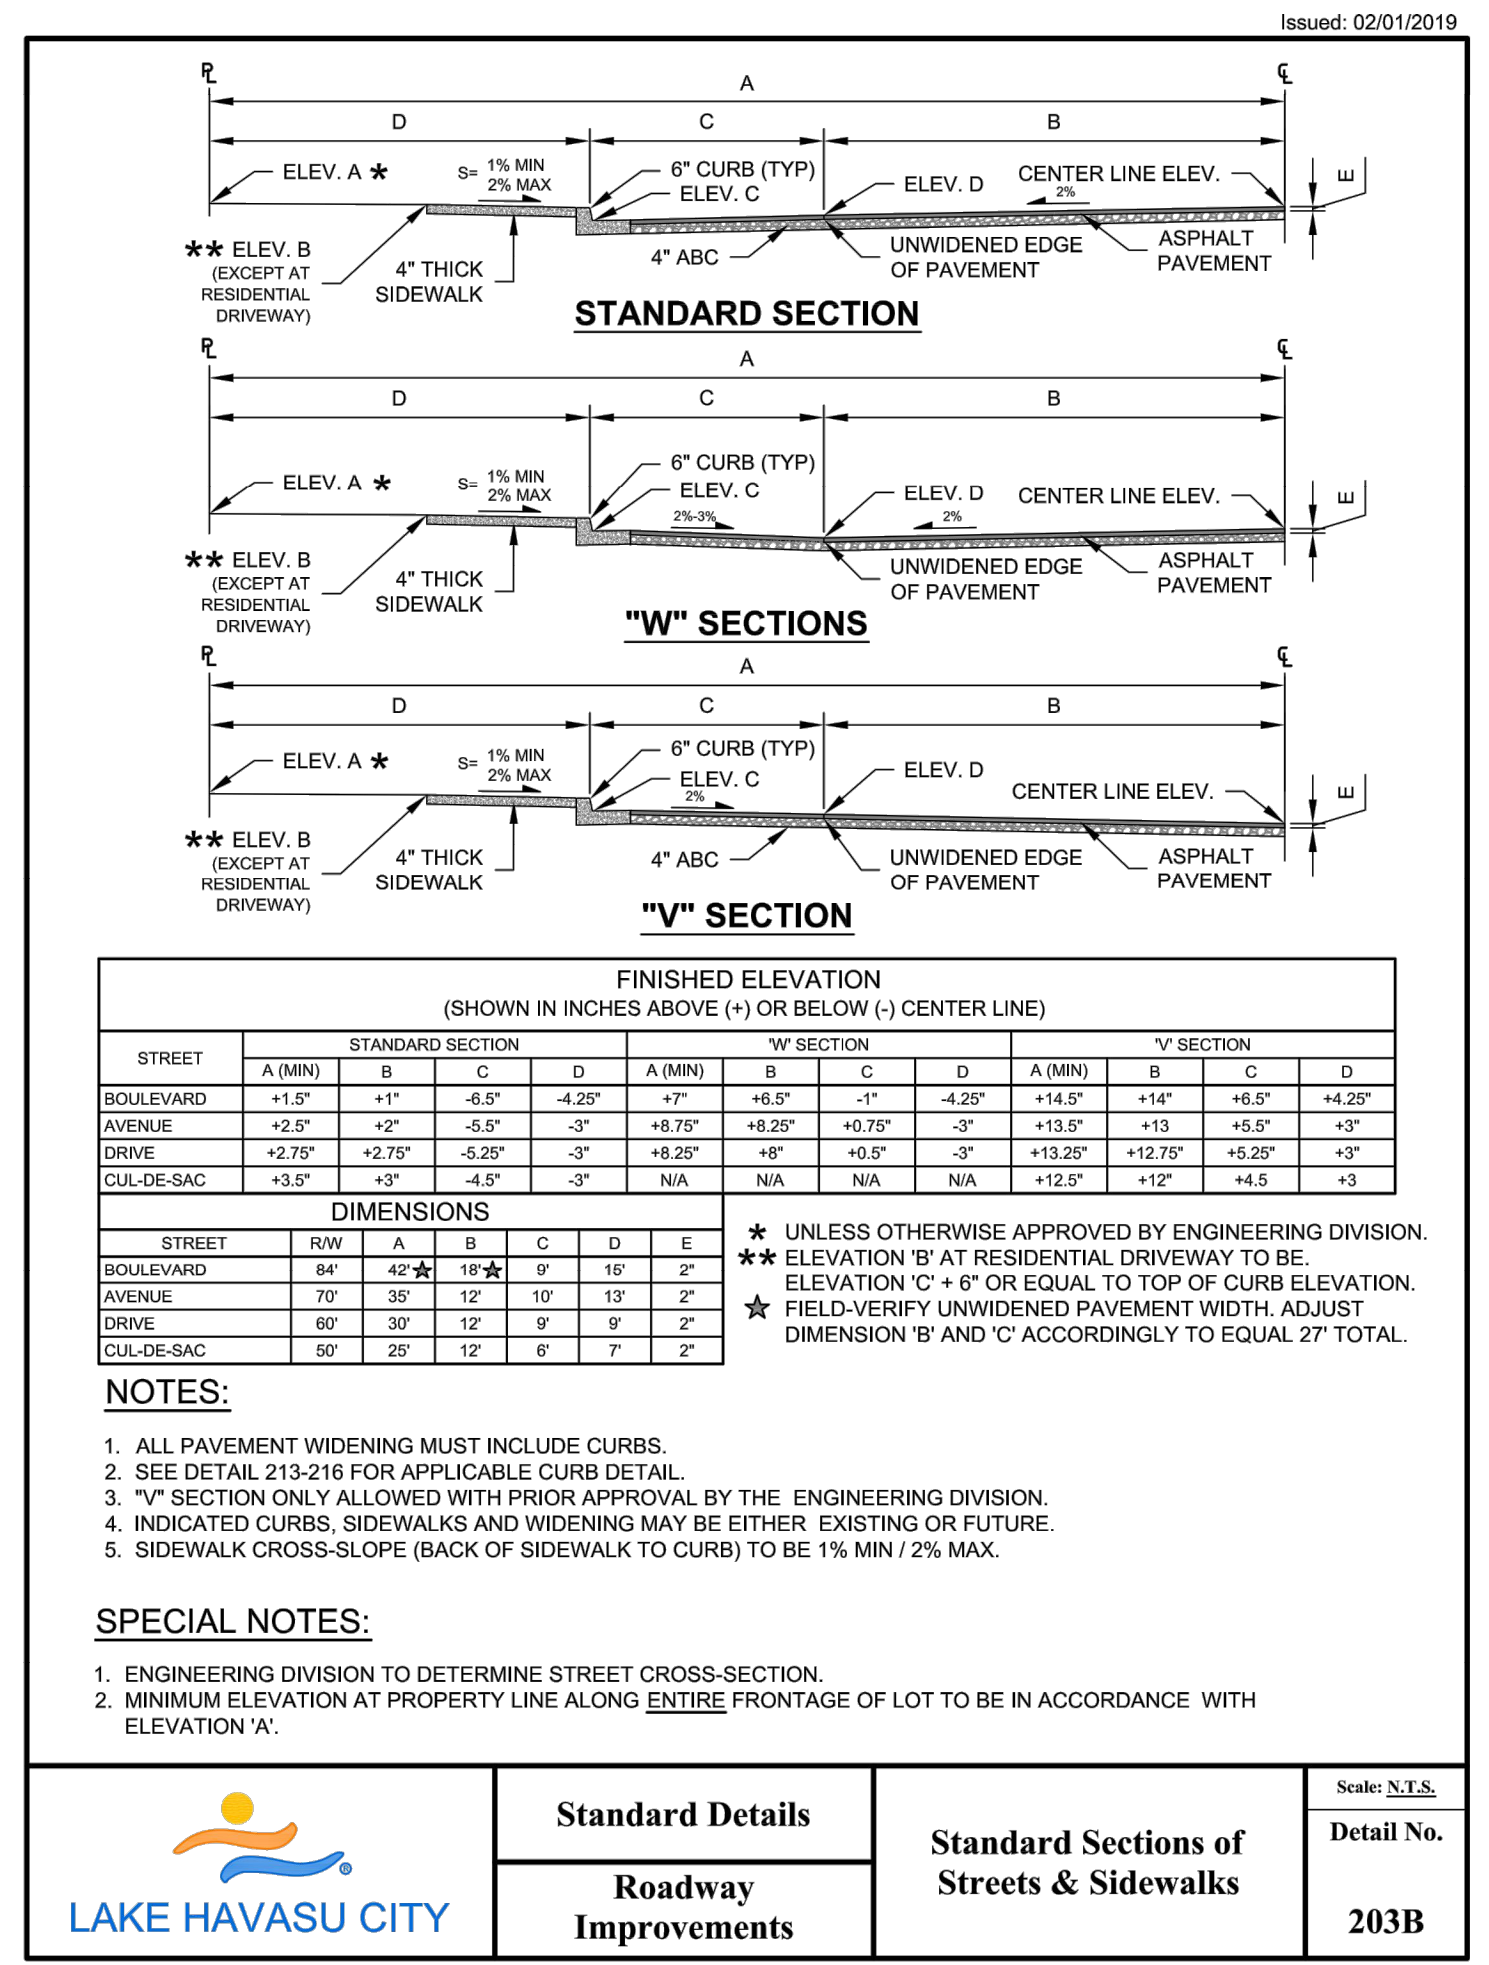 Issued: 02/01/2019
PL
CL
A
D
C
B
ELEV. A *
S= 1% MIN
2% MAX
6" CURB (TYP)
ELEV. C
ELEV. D
CENTER LINE ELEV.
2%
E
** ELEV. B
(EXCEPT AT
RESIDENTIAL
DRIVEWAY)
4" THICK
SIDEWALK
4" ABC
UNWIDENED EDGE
OF PAVEMENT
ASPHALT
PAVEMENT
STANDARD SECTION
PL
CL
A
D
C
B
ELEV. A *
S= 1% MIN
2% MAX
6" CURB (TYP)
ELEV. C
2%-3%
ELEV. D
CENTER LINE ELEV.
2%
E
** ELEV. B
(EXCEPT AT
RESIDENTIAL
DRIVEWAY)
4" THICK
SIDEWALK
UNWIDENED EDGE
OF PAVEMENT
ASPHALT
PAVEMENT
"W" SECTIONS
PL
CL
A
D
C
B
ELEV. A *
S= 1% MIN
2% MAX
6" CURB (TYP)
ELEV. C
2%
ELEV. D
CENTER LINE ELEV.
E
** ELEV. B
(EXCEPT AT
RESIDENTIAL
DRIVEWAY)
4" THICK
SIDEWALK
4" ABC
UNWIDENED EDGE
OF PAVEMENT
ASPHALT
PAVEMENT
"V" SECTION
FINISHED ELEVATION
(SHOWN IN INCHES ABOVE (+) OR BELOW (-) CENTER LINE)
STREET STANDARD SECTION 'W' SECTION 'V' SECTION
A (MIN) B C D A (MIN) B C D A (MIN) B C D
BOULEVARD +1.5" +1" -6.5" -4.25" +7" +6.5" -1" -4.25" +14.5" +14" +6.5" +4.25"
AVENUE +2.5" +2" -5.5" -3" +8.75" +8.25" +0.75" -3" +13.5" +13 +5.5" +3"
DRIVE +2.75" +2.75" -5.25" -3" +8.25" +8" +0.5" -3" +13.25" +12.75" +5.25" +3"
CUL-DE-SAC +3.5" +3" -4.5" -3" N/A N/A N/A N/A +12.5" +12" +4.5 +3
DIMENSIONS
STREET R/W A B C D E
BOULEVARD 84' 42'★ 18'★ 9' 15' 2"
AVENUE 70' 35' 12' 10' 13' 2"
DRIVE 60' 30' 12' 9' 9' 2"
CUL-DE-SAC 50' 25' 12' 6' 7' 2"
* UNLESS OTHERWISE APPROVED BY ENGINEERING DIVISION.
** ELEVATION 'B' AT RESIDENTIAL DRIVEWAY TO BE.
ELEVATION 'C' + 6" OR EQUAL TO TOP OF CURB ELEVATION.
★ FIELD-VERIFY UNWIDENED PAVEMENT WIDTH. ADJUST
DIMENSION 'B' AND 'C' ACCORDINGLY TO EQUAL 27' TOTAL.
NOTES:
1. ALL PAVEMENT WIDENING MUST INCLUDE CURBS.
2. SEE DETAIL 213-216 FOR APPLICABLE CURB DETAIL.
3. "V" SECTION ONLY ALLOWED WITH PRIOR APPROVAL BY THE ENGINEERING DIVISION.
4. INDICATED CURBS, SIDEWALKS AND WIDENING MAY BE EITHER EXISTING OR FUTURE.
5. SIDEWALK CROSS-SLOPE (BACK OF SIDEWALK TO CURB) TO BE 1% MIN / 2% MAX.
SPECIAL NOTES:
1. ENGINEERING DIVISION TO DETERMINE STREET CROSS-SECTION.
2. MINIMUM ELEVATION AT PROPERTY LINE ALONG ENTIRE FRONTAGE OF LOT TO BE IN ACCORDANCE WITH
ELEVATION 'A'.
®
LAKE HAVASU CITY
Standard Details
Roadway
Improvements
Standard Sections of
Streets & Sidewalks
Scale: N.T.S.
Detail No.
203B